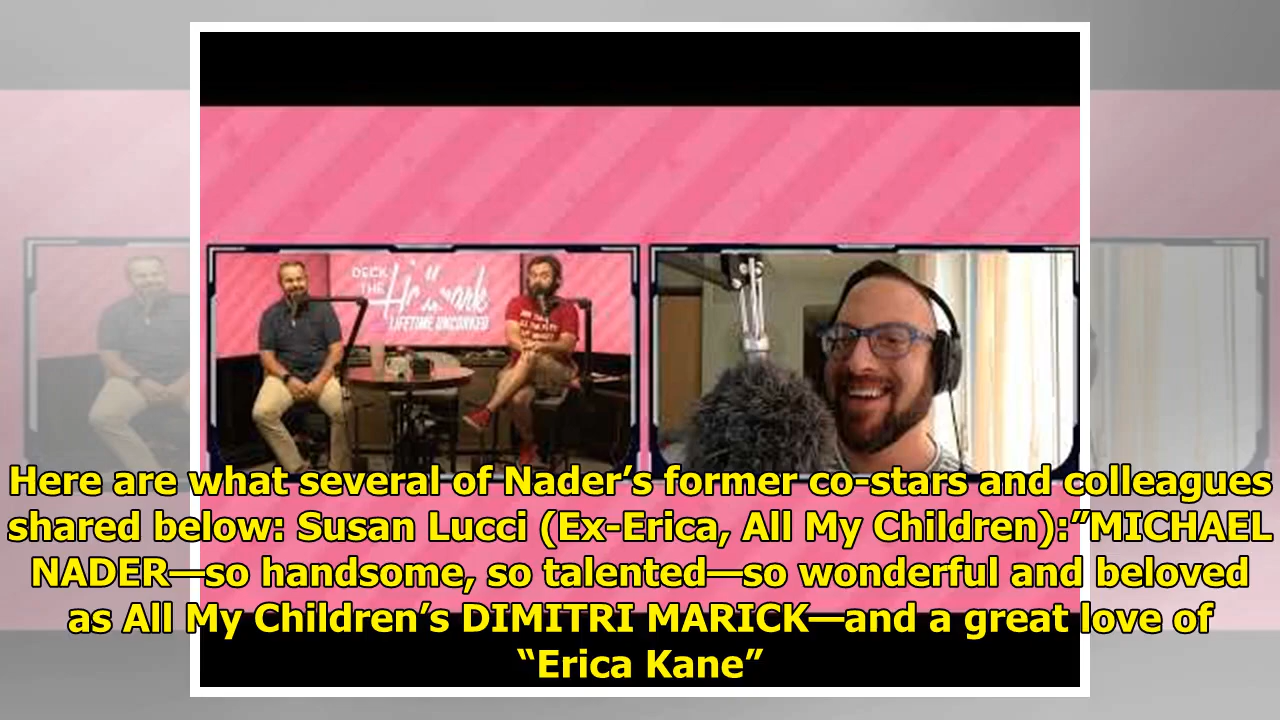 DECK
THE
Hallmark
LIFETIME UNCORKED
Here are what several of Nader’s former co-stars and colleagues
shared below: Susan Lucci (Ex-Erica, All My Children):”MICHAEL
NADER—so handsome, so talented—so wonderful and beloved
as All My Children’s DIMITRI MARICK—and a great love of
“Erica Kane”